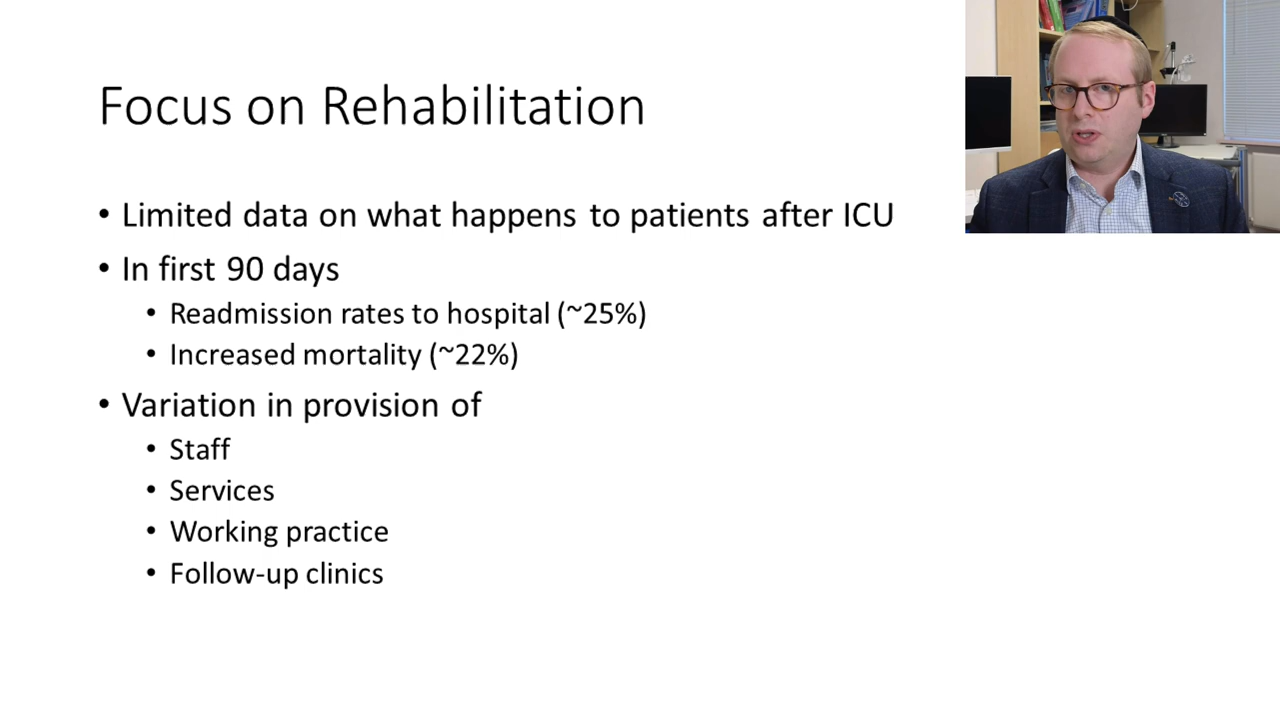 Focus on Rehabilitation
• Limited data on what happens to patients after ICU
• In first 90 days
• Readmission rates to hospital (~25%)
• Increased mortality (~22%)
• Variation in provision of
• Staff
• Services
• Working practice
• Follow-up clinics